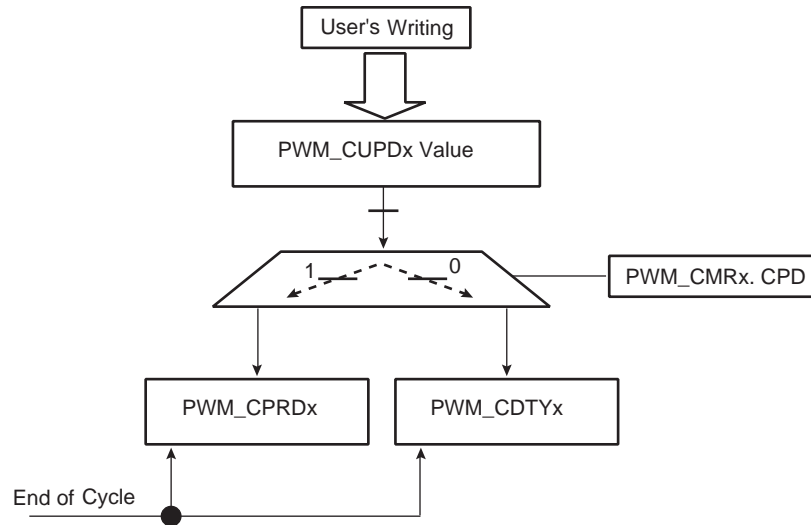 User's Writing
PWM_CUPDx Value
1
0
PWM_CMRx. CPD
PWM_CPRDx
PWM_CDTYx
End of Cycle